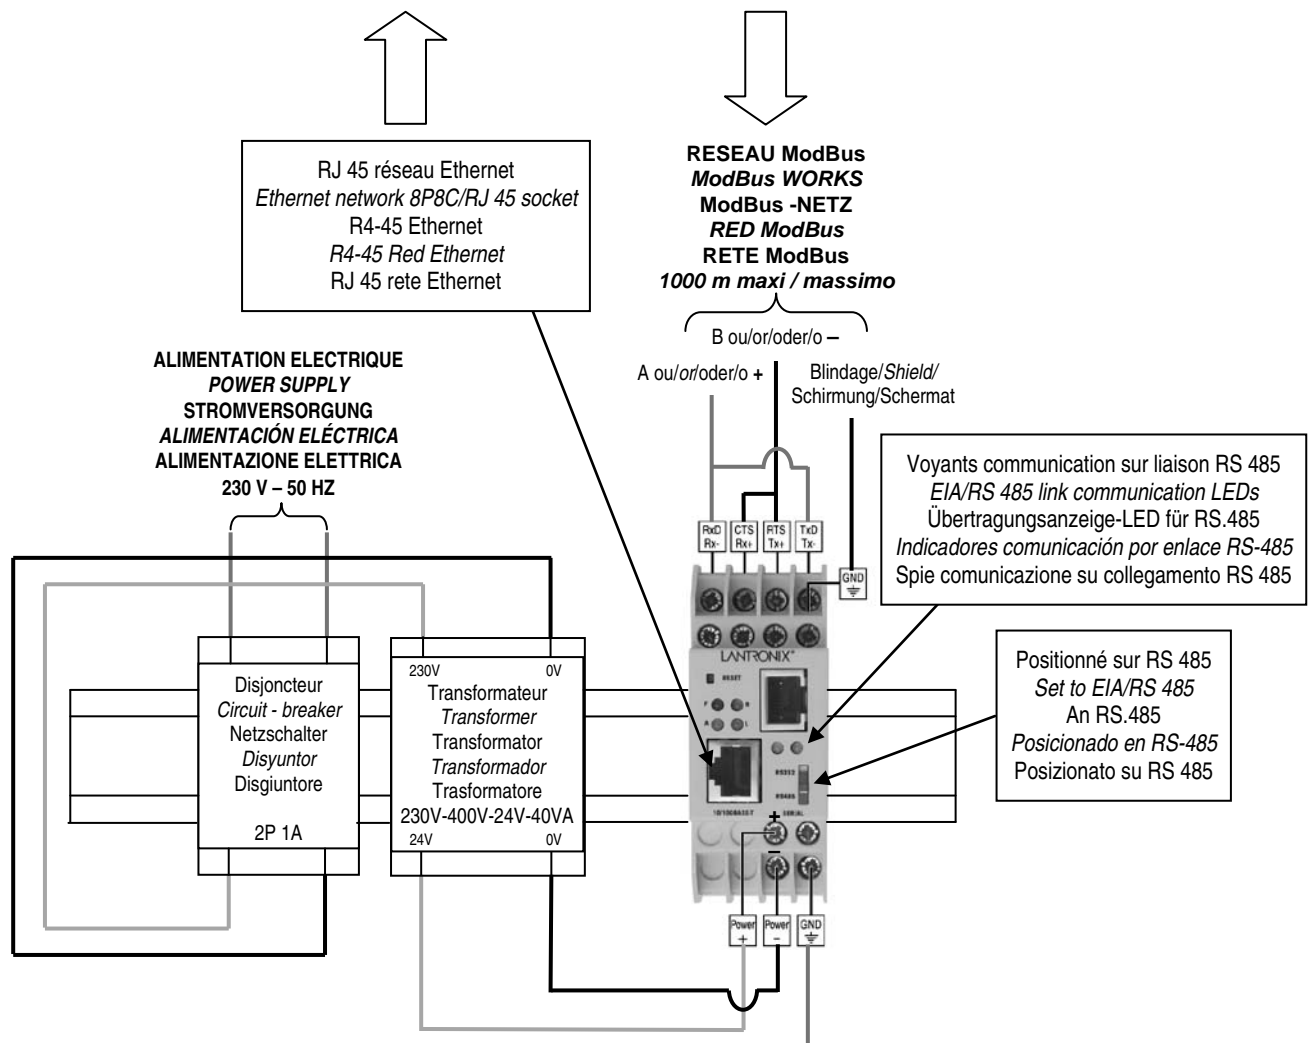 RJ 45 réseau Ethernet
Ethernet network 8P8C/RJ 45 socket
R4-45 Ethernet
R4-45 Red Ethernet
RJ 45 rete Ethernet
RESEAU ModBus
ModBus WORKS
ModBus -NETZ
RED ModBus
RETE ModBus
1000 m maxi / massimo
B ou/or/oder/o –
A ou/or/oder/o +
Blindage/Shield/
Schirmung/Schermat
ALIMENTATION ELECTRIQUE
POWER SUPPLY
STROMVERSORGUNG
ALIMENTACIÓN ELÉCTRICA
ALIMENTAZIONE ELETTRICA
230 V – 50 HZ
Voyants communication sur liaison RS 485
EIA/RS 485 link communication LEDs
Übertragungsanzeige-LED für RS.485
Indicadores comunicación por enlace RS-485
Spie comunicazione su collegamento RS 485
RxD
Rx-
CTS
Rx+
RTS
Tx+
TxD
Tx-
GND
Positionné sur RS 485
Set to EIA/RS 485
An RS.485
Posicionado en RS-485
Posizionato su RS 485
Disjoncteur
Circuit - breaker
Netzschalter
Disyuntor
Disgiuntore
2P 1A
230V 0V
Transformateur
Transformer
Transformator
Transformador
Trasformatore
230V-400V-24V-40VA
24V 0V
LANTRONIX®
RESET
RS232
RS485
10/100BASE-T
SERIAL
+
–
Power
+
Power
-
GND